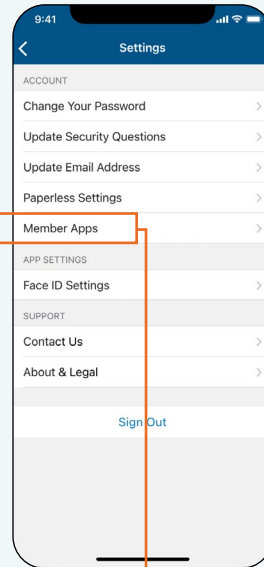 9:41
Settings
ACCOUNT
Change Your Password
Update Security Questions
Update Email Address
Paperless Settings
Member Apps
APP SETTINGS
Face ID Settings
SUPPORT
Contact Us
About & Legal
Sign Out